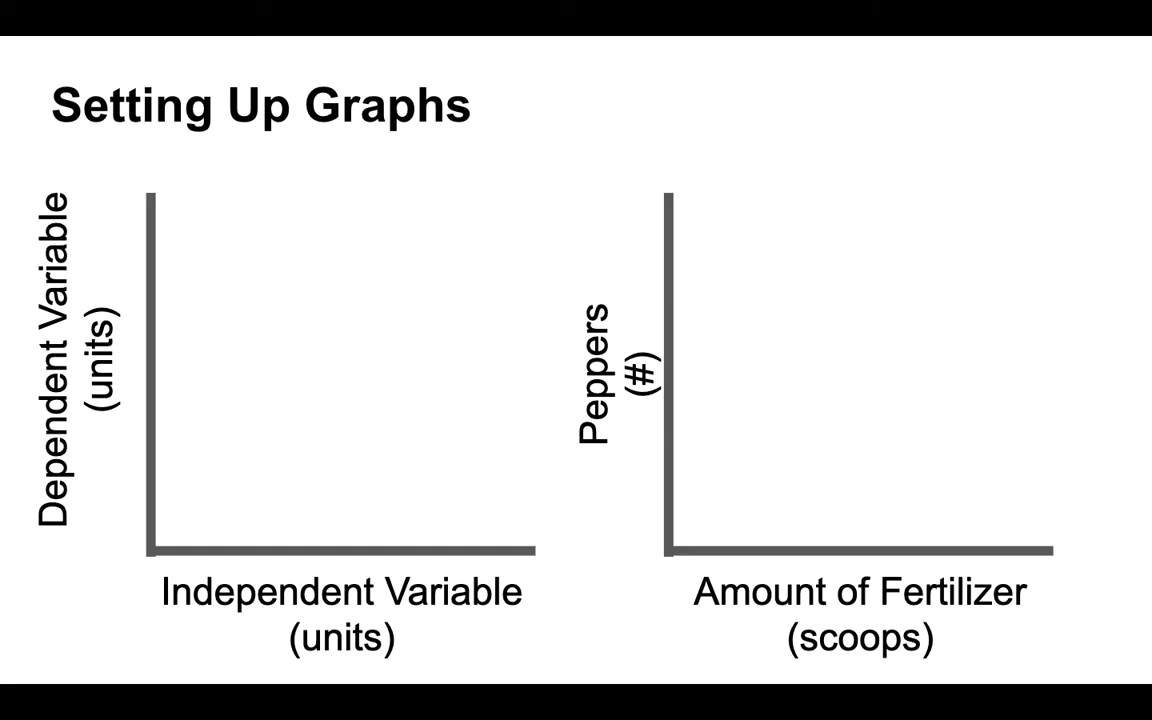 Setting Up Graphs
Dependent Variable
(units)
Independent Variable
(units)
Peppers
(#)
Amount of Fertilizer
(scoops)